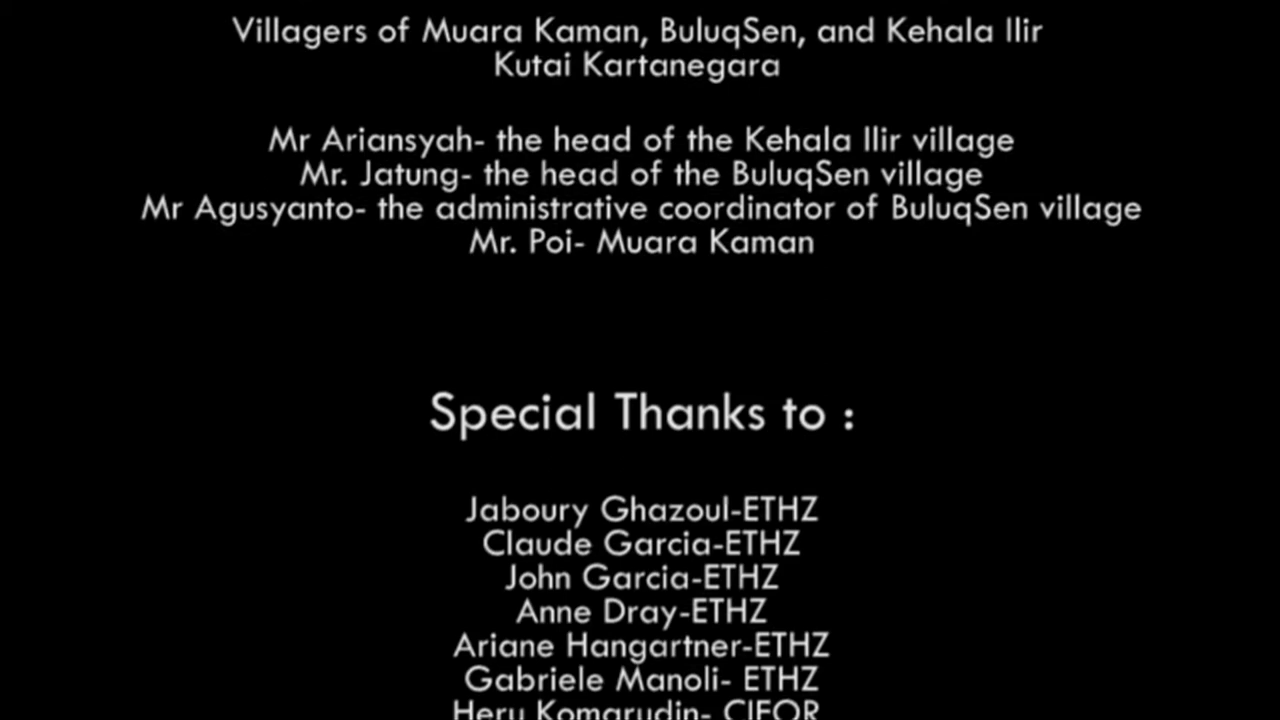 Villagers of Muara Kaman, BuluqSen, and Kehala Ilir
Kutai Kartanegara
Mr Ariansyah- the head of the Kehala Ilir village
Mr. Jatung- the head of the BuluqSen village
Mr Agusyanto- the administrative coordinator of BuluqSen village
Mr. Poi- Muara Kaman
Special Thanks to :
Jaboury Ghazoul-ETHZ
Claude Garcia-ETHZ
John Garcia-ETHZ
Anne Dray-ETHZ
Ariane Hangartner-ETHZ
Gabriele Manoli- ETHZ
Heru Komarudin- CIFOR